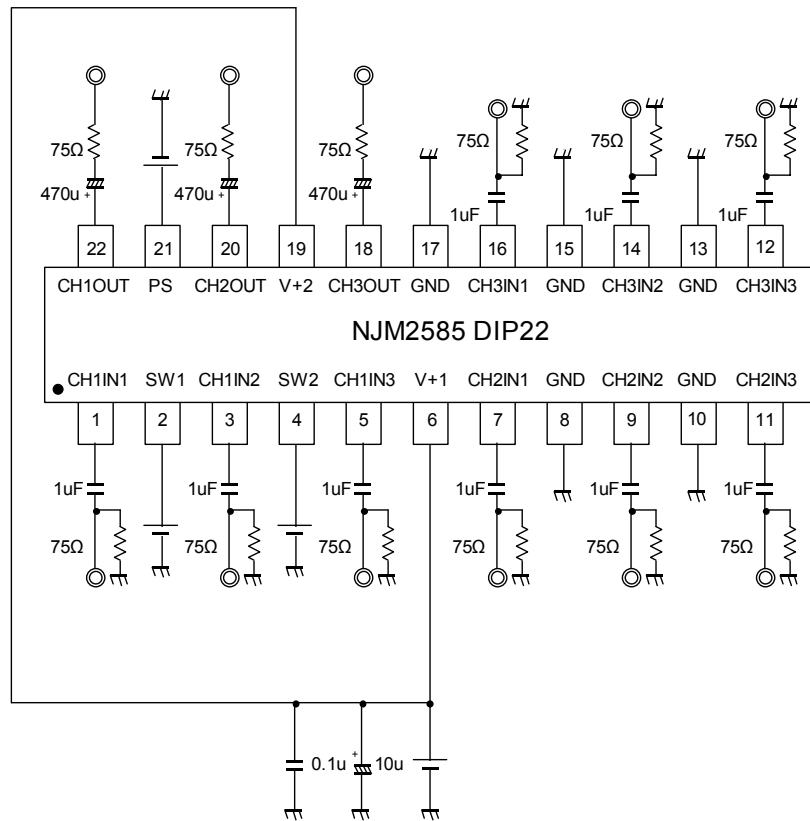 75Ω 75Ω 75Ω 75Ω 75Ω 75Ω
470u + 470u + 470u + 1uF 1uF 1uF
22 21 20 19 18 17 16 15 14 13 12
CH1OUT PS CH2OUT V+2 CH3OUT GND CH3IN1 GND CH3IN2 GND CH3IN3
NJM2585 DIP22
CH1IN1 SW1 CH1IN2 SW2 CH1IN3 V+1 CH2IN1 GND CH2IN2 GND CH2IN3
1 2 3 4 5 6 7 8 9 10 11
1uF 1uF 1uF 1uF 1uF 1uF
75Ω 75Ω 75Ω 75Ω 75Ω 75Ω
0.1u + 10u